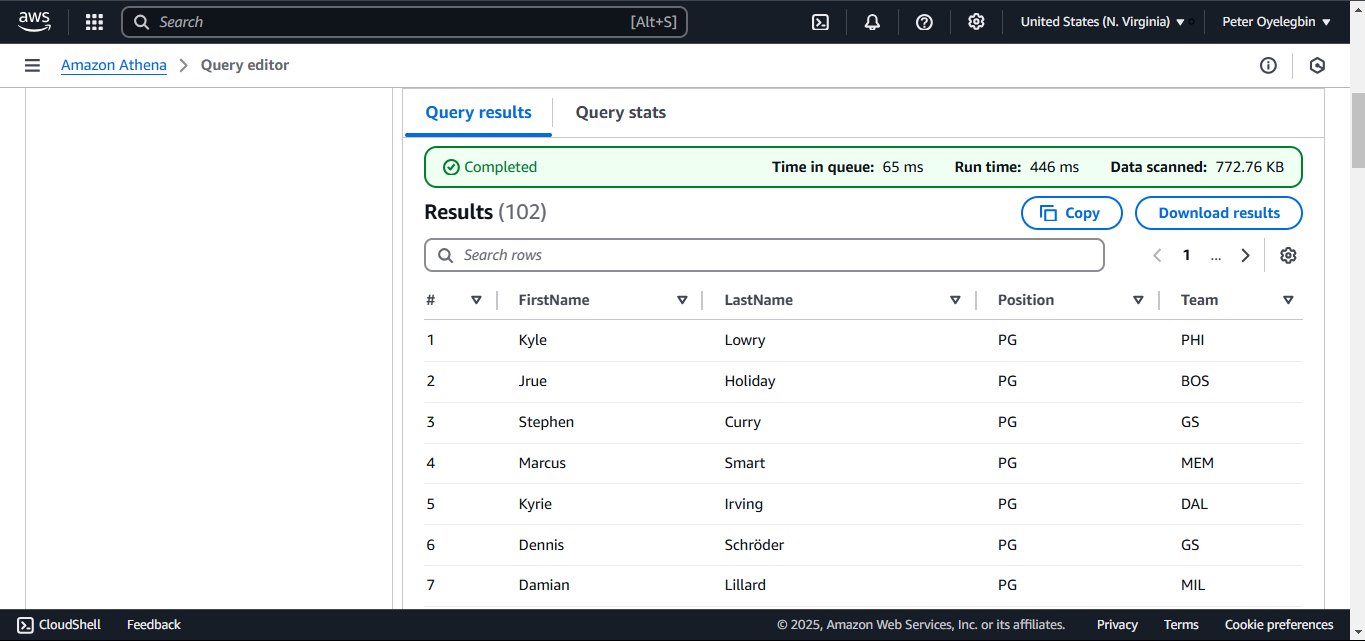 aws Search [Alt+S] United States (N. Virginia) Peter Oyelegbin
Amazon Athena Query editor
Query results Query stats
Completed Time in queue: 65 ms Run time: 446 ms Data scanned: 772.76 KB
Results (102) Copy Download results
Search rows 1 ...
# FirstName LastName Position Team
1 Kyle Lowry PG PHI
2 Jrue Holiday PG BOS
3 Stephen Curry PG GS
4 Marcus Smart PG MEM
5 Kyrie Irving PG DAL
6 Dennis Schröder PG GS
7 Damian Lillard PG MIL
CloudShell Feedback © 2025, Amazon Web Services, Inc. or its affiliates. Privacy Terms Cookie preferences